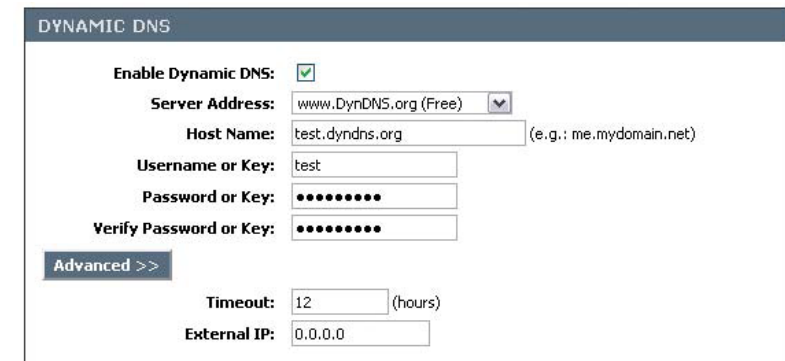 DYNAMIC DNS
Enable Dynamic DNS:
Server Address: www.DynDNS.org (Free)
Host Name: test.dyndns.org (e.g.: me.mydomain.net)
Username or Key: test
Password or Key: •••••••••
Verify Password or Key: •••••••••
Advanced >>
Timeout: 12 (hours)
External IP: 0.0.0.0